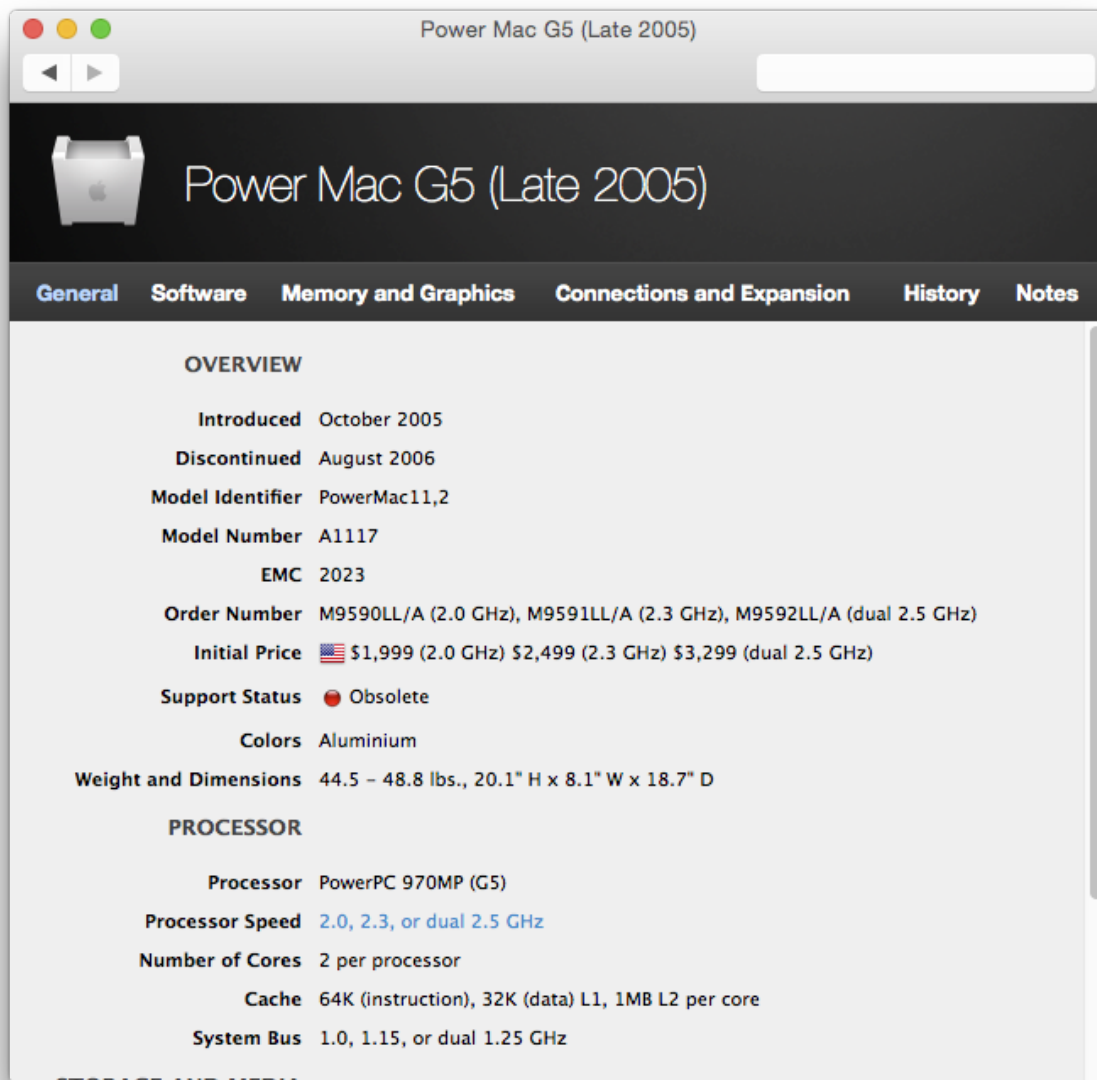 Power Mac G5 (Late 2005)
Power Mac G5 (Late 2005)
General Software Memory and Graphics Connections and Expansion History Notes
OVERVIEW
Introduced October 2005
Discontinued August 2006
Model Identifier PowerMac11,2
Model Number A1117
EMC 2023
Order Number M9590LL/A (2.0 GHz), M9591LL/A (2.3 GHz), M9592LL/A (dual 2.5 GHz)
Initial Price $1,999 (2.0 GHz) $2,499 (2.3 GHz) $3,299 (dual 2.5 GHz)
Support Status Obsolete
Colors Aluminium
Weight and Dimensions 44.5 – 48.8 lbs., 20.1" H x 8.1" W x 18.7" D
PROCESSOR
Processor PowerPC 970MP (G5)
Processor Speed 2.0, 2.3, or dual 2.5 GHz
Number of Cores 2 per processor
Cache 64K (instruction), 32K (data) L1, 1MB L2 per core
System Bus 1.0, 1.15, or dual 1.25 GHz
STORAGE AND MEDIA